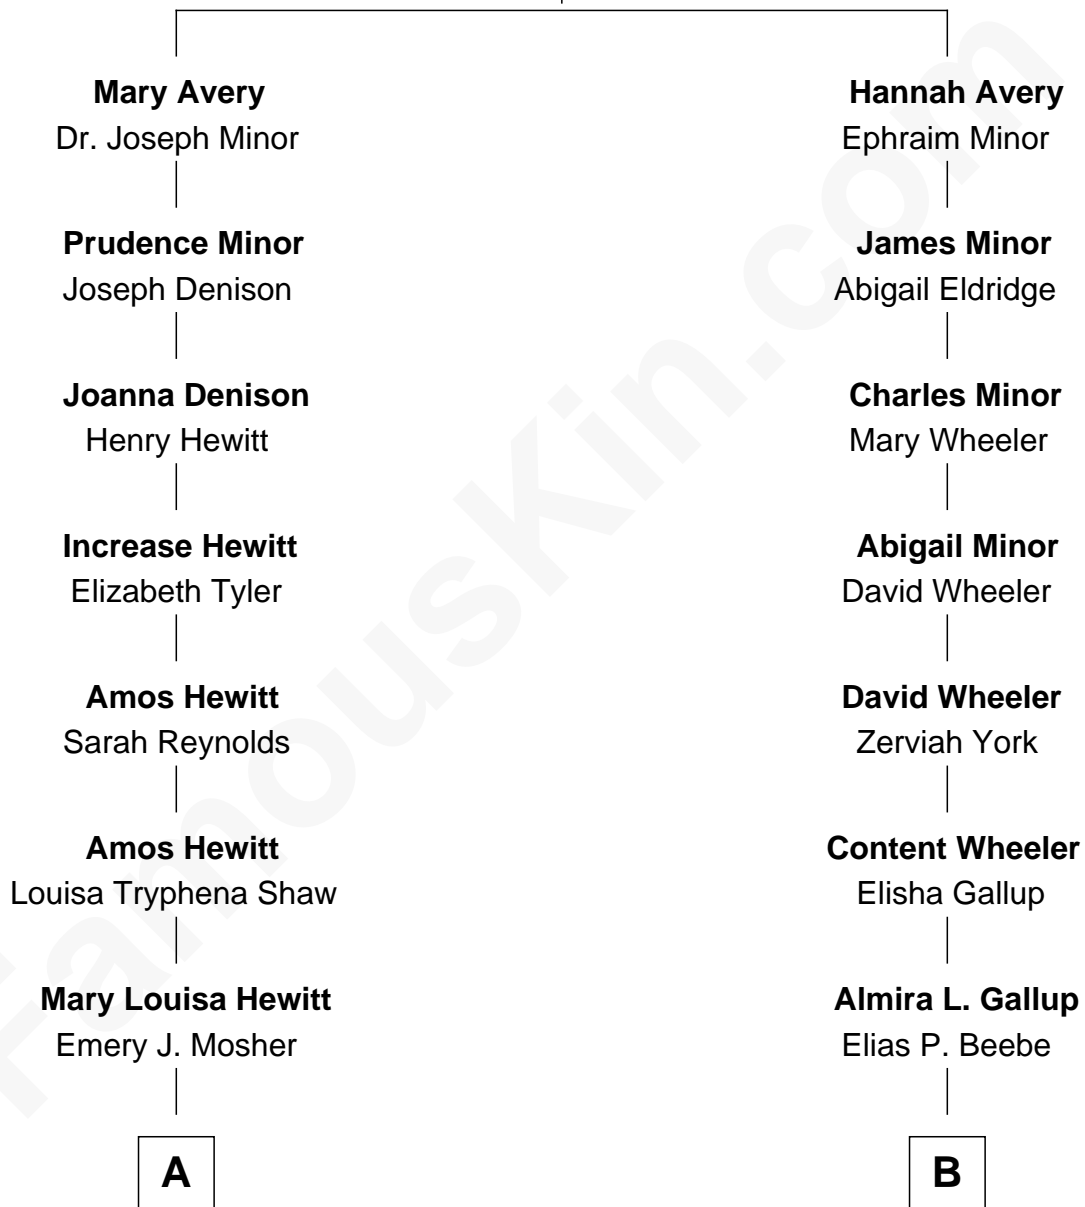 Mary Avery
Dr. Joseph Minor
Hannah Avery
Ephraim Minor
Prudence Minor
Joseph Denison
James Minor
Abigail Eldridge
Joanna Denison
Henry Hewitt
Charles Minor
Mary Wheeler
Increase Hewitt
Elizabeth Tyler
Abigail Minor
David Wheeler
Amos Hewitt
Sarah Reynolds
David Wheeler
Zerviah York
Amos Hewitt
Louisa Tryphena Shaw
Content Wheeler
Elisha Gallup
Mary Louisa Hewitt
Emery J. Mosher
Almira L. Gallup
Elias P. Beebe
A
B
FamousKin.com